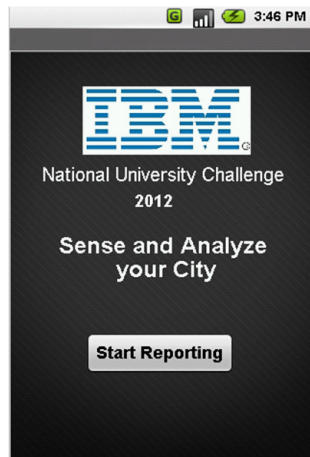 G 3:46 PM
IBM®
National University Challenge
2012
Sense and Analyze
your City
Start Reporting